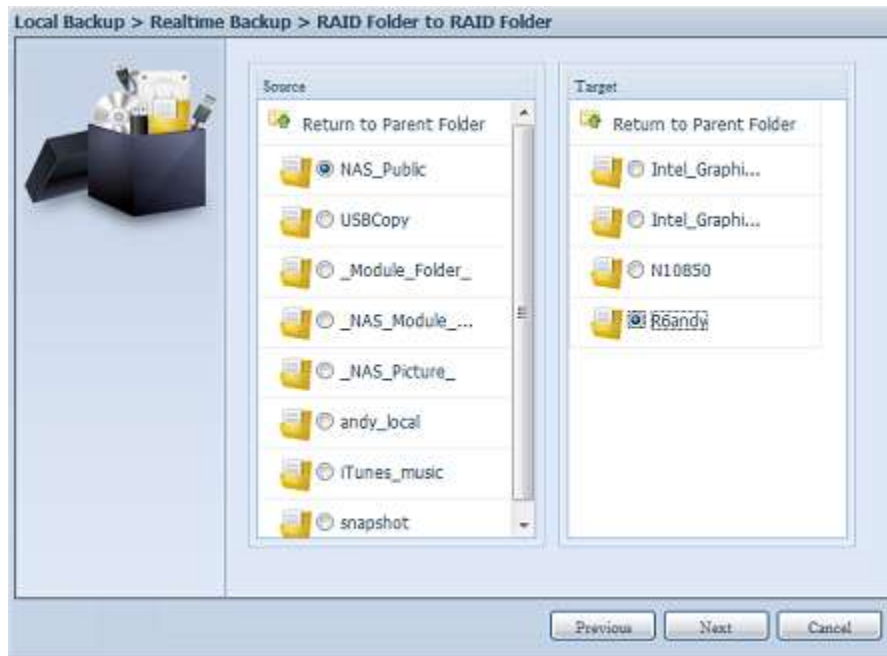 Local Backup > Realtime Backup > RAID Folder to RAID Folder
Source
Return to Parent Folder
NAS_Public
USBCopy
_Module_Folder_
_NAS_Module_...
_NAS_Picture_
andy_local
iTunes_music
snapshot
Target
Return to Parent Folder
Intel_Graphi...
Intel_Graphi...
N10850
R6andy
Previous
Next
Cancel